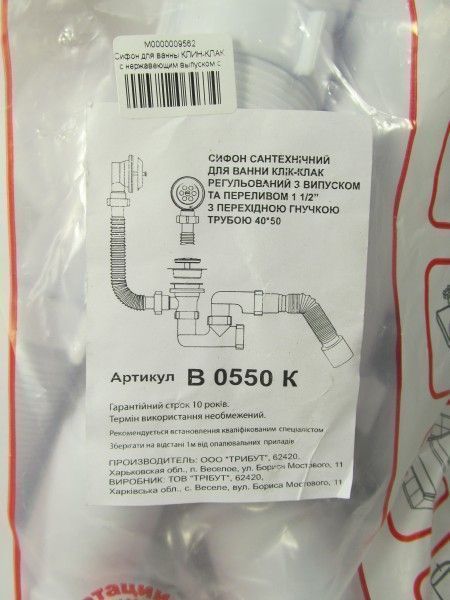 М0000009562
Сифон для ванны КЛИН-КЛАК
с нержавеющим выпуском с
СИФОН САНТЕХНІЧНИЙ
ДЛЯ ВАННИ КЛІК-КЛАК
РЕГУЛЬОВАНИЙ З ВИПУСКОМ
ТА ПЕРЕЛИВОМ 1 1/2"
З ПЕРЕХІДНОЮ ГНУЧКОЮ
ТРУБОЮ 40*50
Артикул В 0550 К
Гарантійний строк 10 років.
Термін використання необмежений.
Рекомендується встановлення кваліфікованим спеціалістом
Зберігати на відстані 1м від опалювальних приладів
ПРОИЗВОДИТЕЛЬ: ООО "ТРИБУТ", 62420,
Харьковская обл., п. Веселое, ул. Бориса Мостового, 11
ВИРОБНИК: ТОВ "ТРІБУТ", 62420,
Харківська обл., с. Веселе, вул. Бориса Мостового, 11